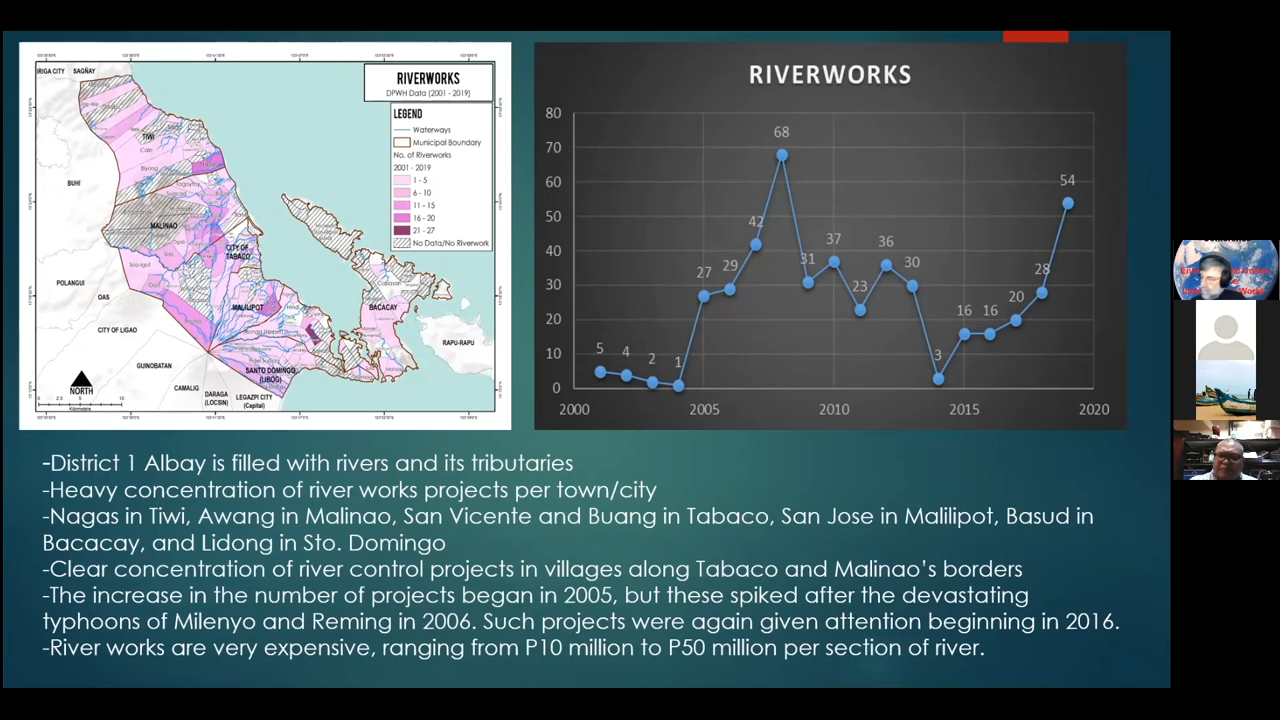 RIVERWORKS
DPWH Data (2001 - 2019)
LEGEND
Waterways
Municipal Boundary
No. of Riverworks
2001 - 2019
1 - 5
6 - 10
11 - 15
16 - 20
21 - 27
No Data/No Riverwork
IRIGA CITY
SAGÑAY
TIWI
BUHI
MALINAO
CITY OF
TABACO
POLANGUI
OAS
CITY OF LIGAO
MALILIPOT
BACACAY
RAPU-RAPU
GUINOBATAN
SANTO DOMINGO
(LIBOG)
CAMALIG
DARAGA
(LOCSIN)
LEGAZPI CITY
(Capital)
NORTH
0 2.5 5 10
Kilometers
RIVERWORKS
80
70
60
50
40
30
20
10
0
5
4
2
1
27
29
42
68
31
37
23
36
30
3
16
16
20
28
54
2000
2005
2010
2015
2020
-District 1 Albay is filled with rivers and its tributaries
-Heavy concentration of river works projects per town/city
-Nagas in Tiwi, Awang in Malinao, San Vicente and Buang in Tabaco, San Jose in Malilipot, Basud in
Bacacay, and Lidong in Sto. Domingo
-Clear concentration of river control projects in villages along Tabaco and Malinao’s borders
-The increase in the number of projects began in 2005, but these spiked after the devastating
typhoons of Milenyo and Reming in 2006. Such projects were again given attention beginning in 2016.
-River works are very expensive, ranging from P10 million to P50 million per section of river.